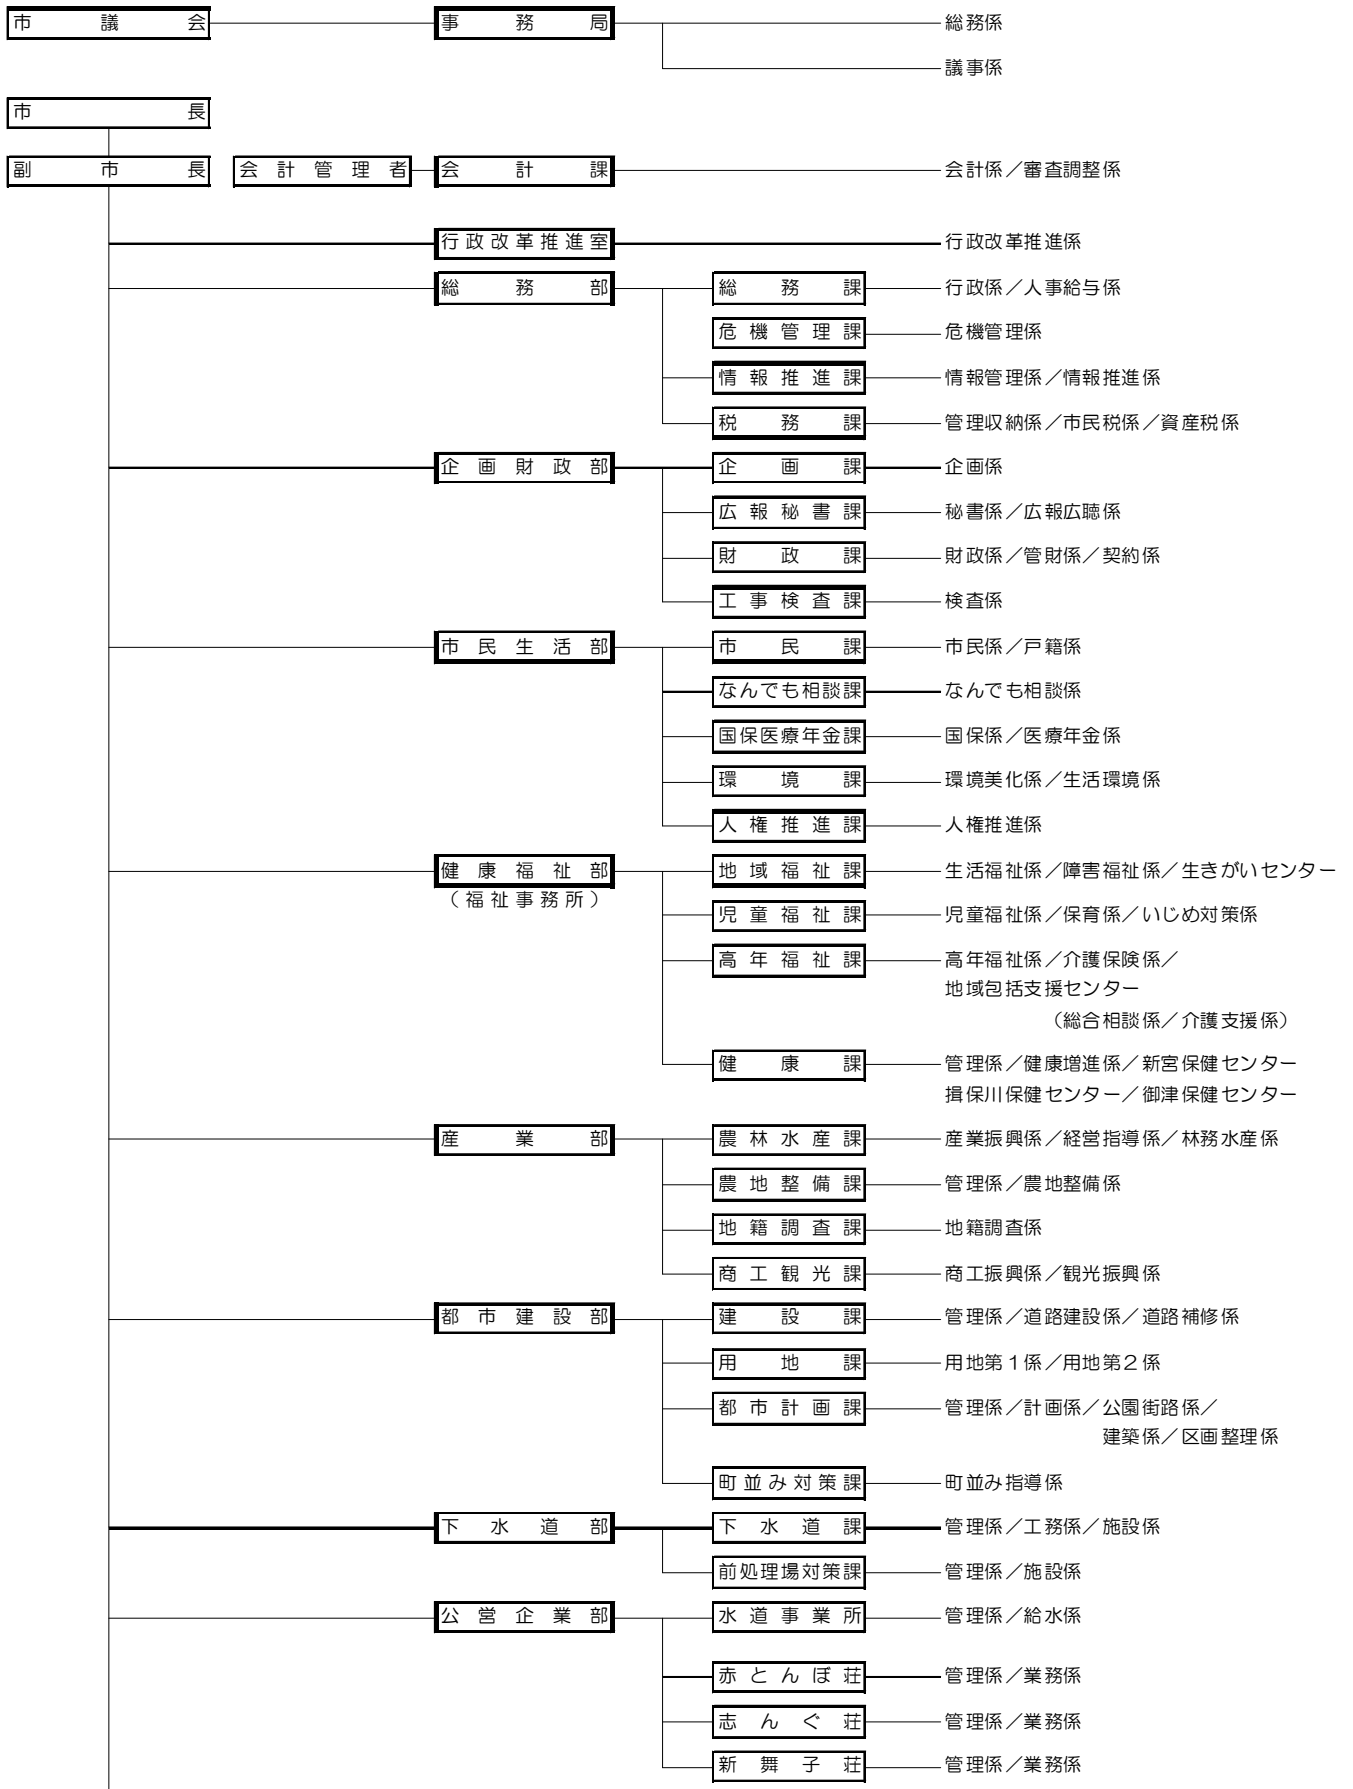 市議会 事務局 総務係
議事係
市長
副市長 会計管理者 会計課 会計係／審査調整係
行政改革推進室 行政改革推進係
総務部 総務課 行政係／人事給与係
危機管理課 危機管理係
情報推進課 情報管理係／情報推進係
税務課 管理収納係／市民税係／資産税係
企画財政部 企画課 企画係
広報秘書課 秘書係／広報広聴係
財政課 財政係／管財係／契約係
工事検査課 検査係
市民生活部 市民課 市民係／戸籍係
なんでも相談課 なんでも相談係
国保医療年金課 国保係／医療年金係
環境課 環境美化係／生活環境係
人権推進課 人権推進係
健康福祉部 地域福祉課 生活福祉係／障害福祉係／生きがいセンター
（福祉事務所）
児童福祉課 児童福祉係／保育係／いじめ対策係
高年福祉課 高年福祉係／介護保険係／
地域包括支援センター
（総合相談係／介護支援係）
健康課 管理係／健康増進係／新宮保健センター
揖保川保健センター／御津保健センター
産業部 農林水産課 産業振興係／経営指導係／林務水産係
農地整備課 管理係／農地整備係
地籍調査課 地籍調査係
商工観光課 商工振興係／観光振興係
都市建設部 建設課 管理係／道路建設係／道路補修係
用地課 用地第１係／用地第２係
都市計画課 管理係／計画係／公園街路係／
建築係／区画整理係
町並み対策課 町並み指導係
下水道部 下水道課 管理係／工務係／施設係
前処理場対策課 管理係／施設係
公営企業部 水道事業所 管理係／給水係
赤とんぼ荘 管理係／業務係
志んぐ荘 管理係／業務係
新舞子荘 管理係／業務係